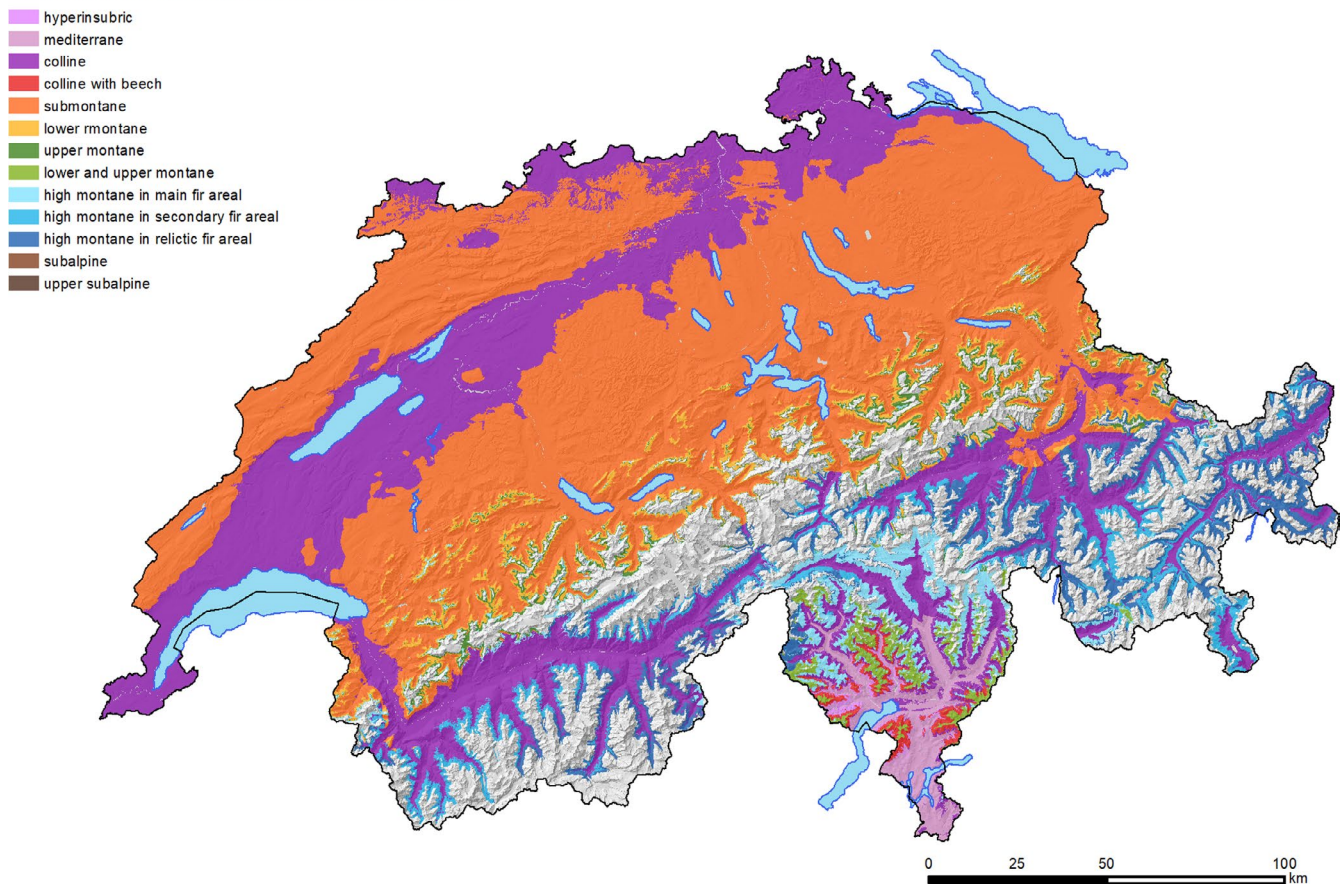 hyperinsubric
mediterrane
colline
colline with beech
submontane
lower rmontane
upper montane
lower and upper montane
high montane in main fir areal
high montane in secondary fir areal
high montane in relictic fir areal
subalpine
upper subalpine
0 25 50 100
km